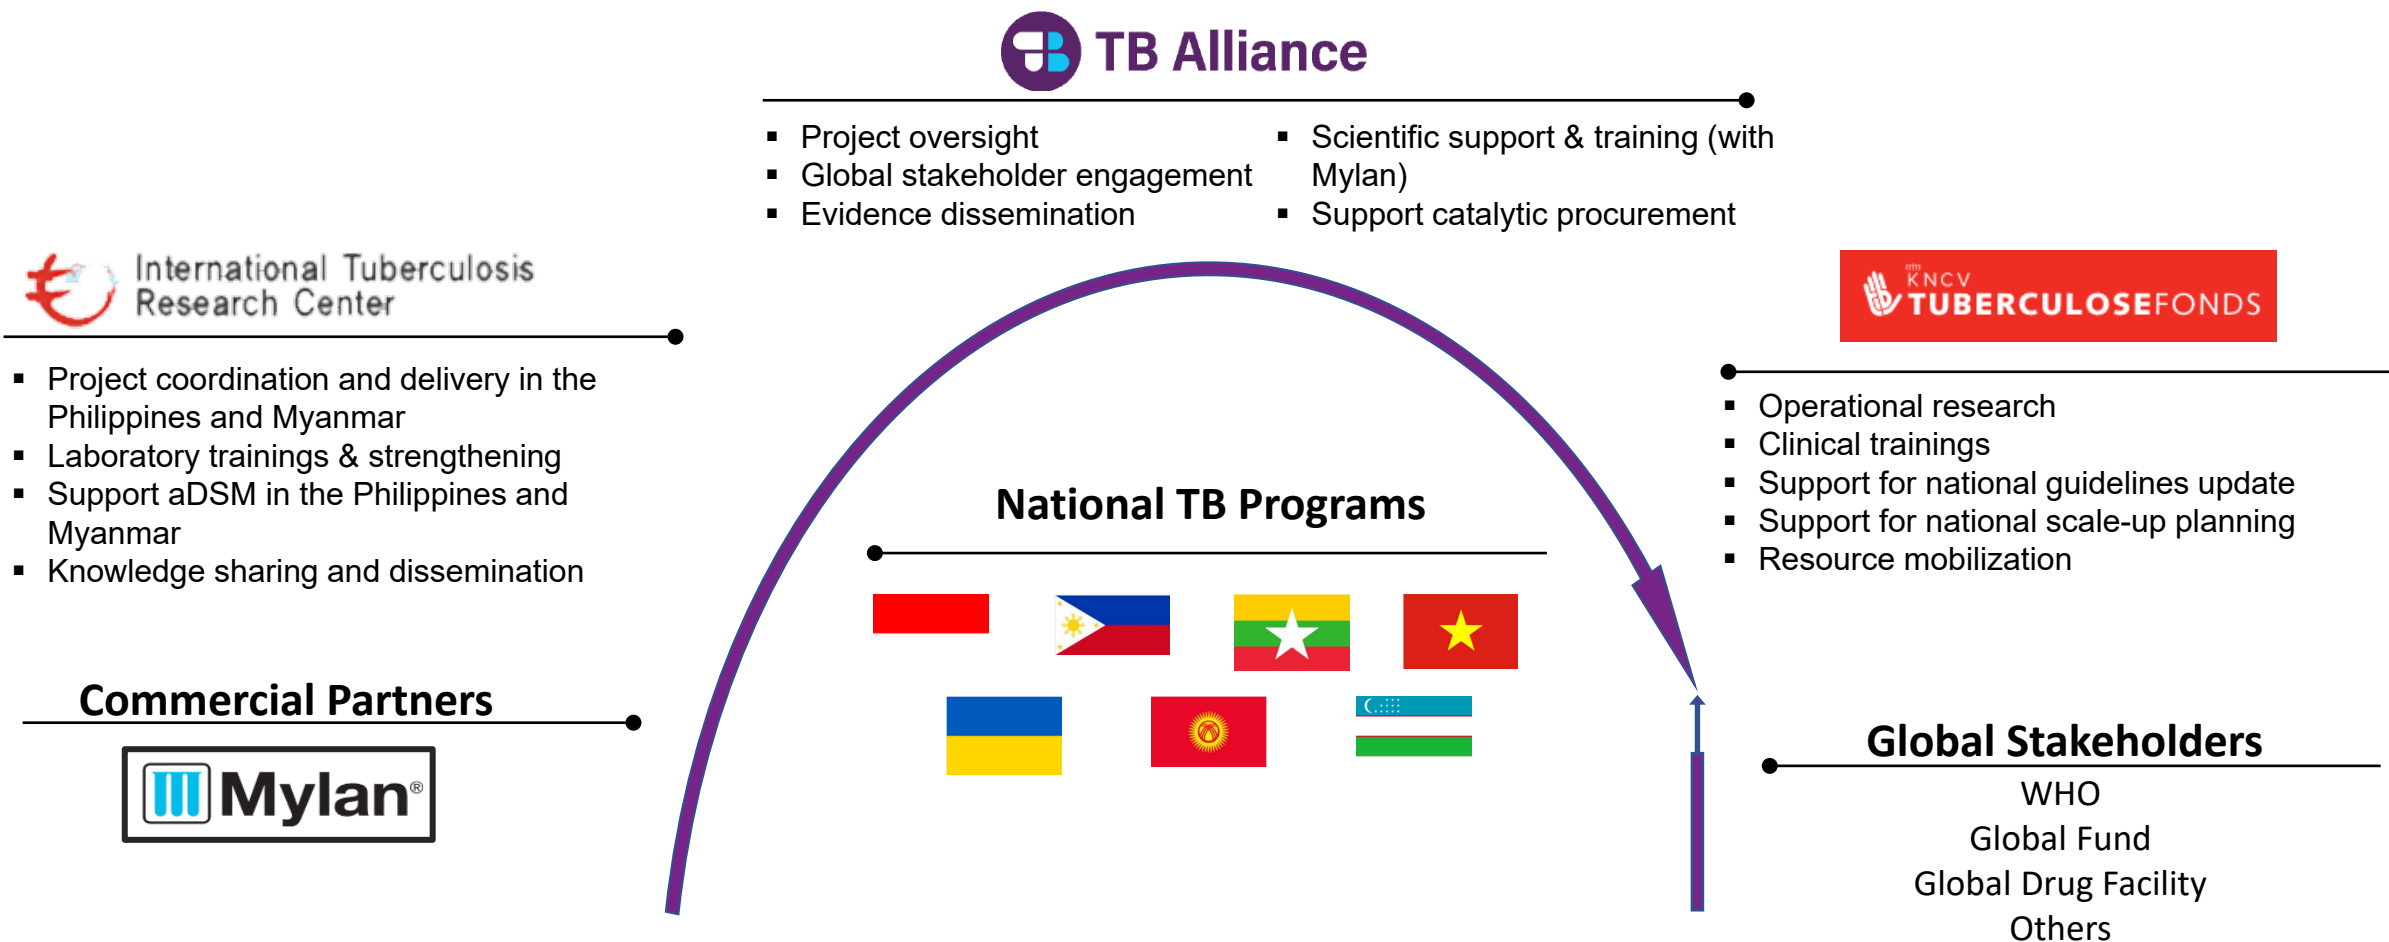 TB Alliance
▪ Project oversight
▪ Global stakeholder engagement
▪ Evidence dissemination
▪ Scientific support & training (with
Mylan)
▪ Support catalytic procurement
International Tuberculosis
Research Center
▪ Project coordination and delivery in the
Philippines and Myanmar
▪ Laboratory trainings & strengthening
▪ Support aDSM in the Philippines and
Myanmar
▪ Knowledge sharing and dissemination
KNCV
TUBERCULOSEFONDS
▪ Operational research
▪ Clinical trainings
▪ Support for national guidelines update
▪ Support for national scale-up planning
▪ Resource mobilization
National TB Programs
Commercial Partners
Mylan®
Global Stakeholders
WHO
Global Fund
Global Drug Facility
Others